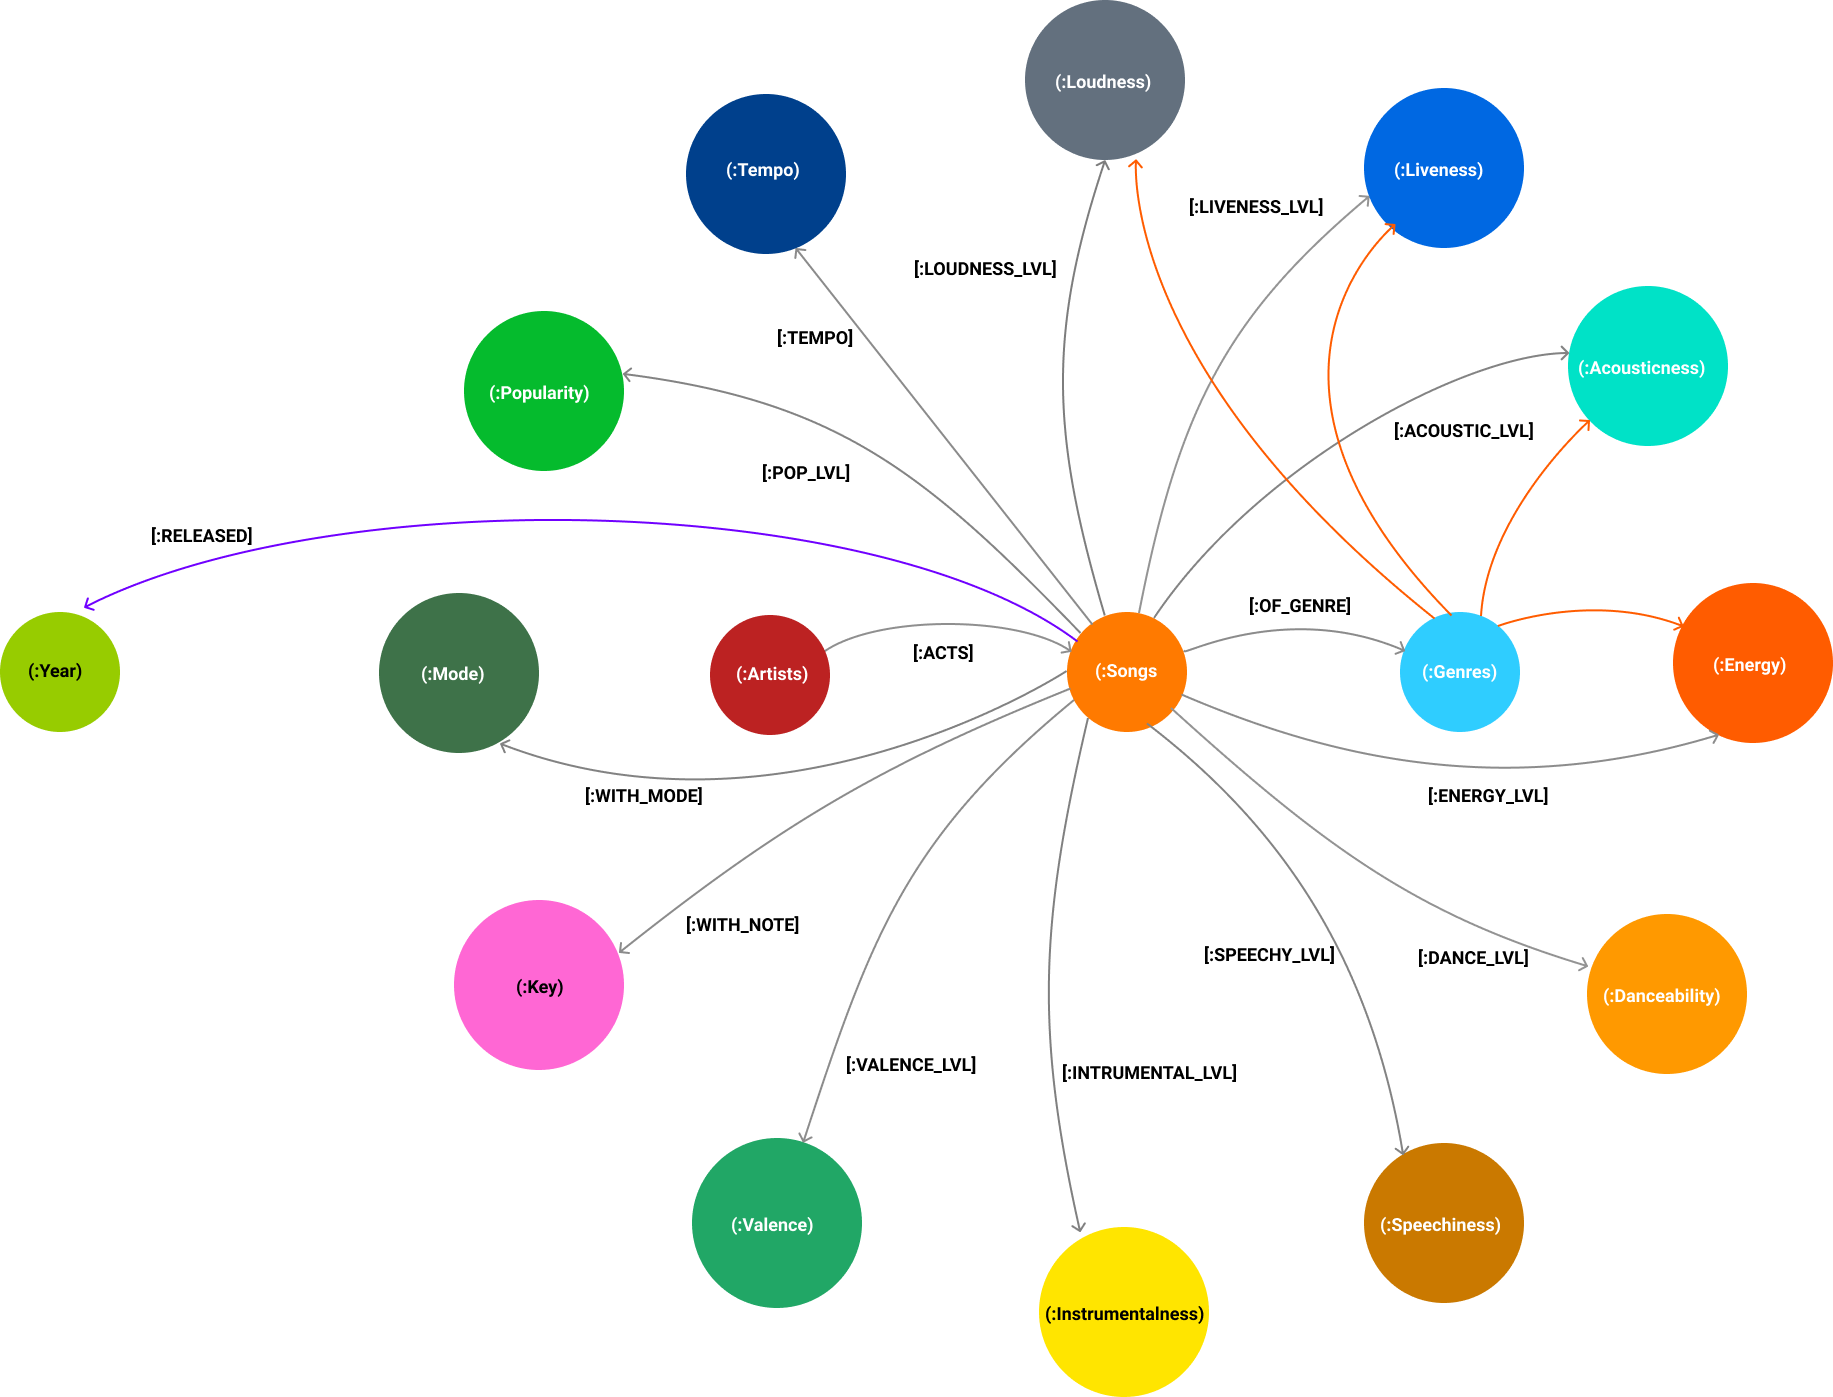 (:Loudness)
(:Tempo)
(:Liveness)
[:LIVENESS_LVL]
[:LOUDNESS_LVL]
[:TEMPO]
(:Acousticness)
(:Popularity)
[:ACOUSTIC_LVL]
[:POP_LVL]
[:RELEASED]
[:OF_GENRE]
[:ACTS]
(:Year)
(:Mode)
(:Artists)
(:Songs
(:Genres)
(:Energy)
[:WITH_MODE]
[:ENERGY_LVL]
[:WITH_NOTE]
[:SPEECHY_LVL]
[:DANCE_LVL]
(:Key)
(:Danceability)
[:VALENCE_LVL]
[:INTRUMENTAL_LVL]
(:Valence)
(:Speechiness)
(:Instrumentalness)